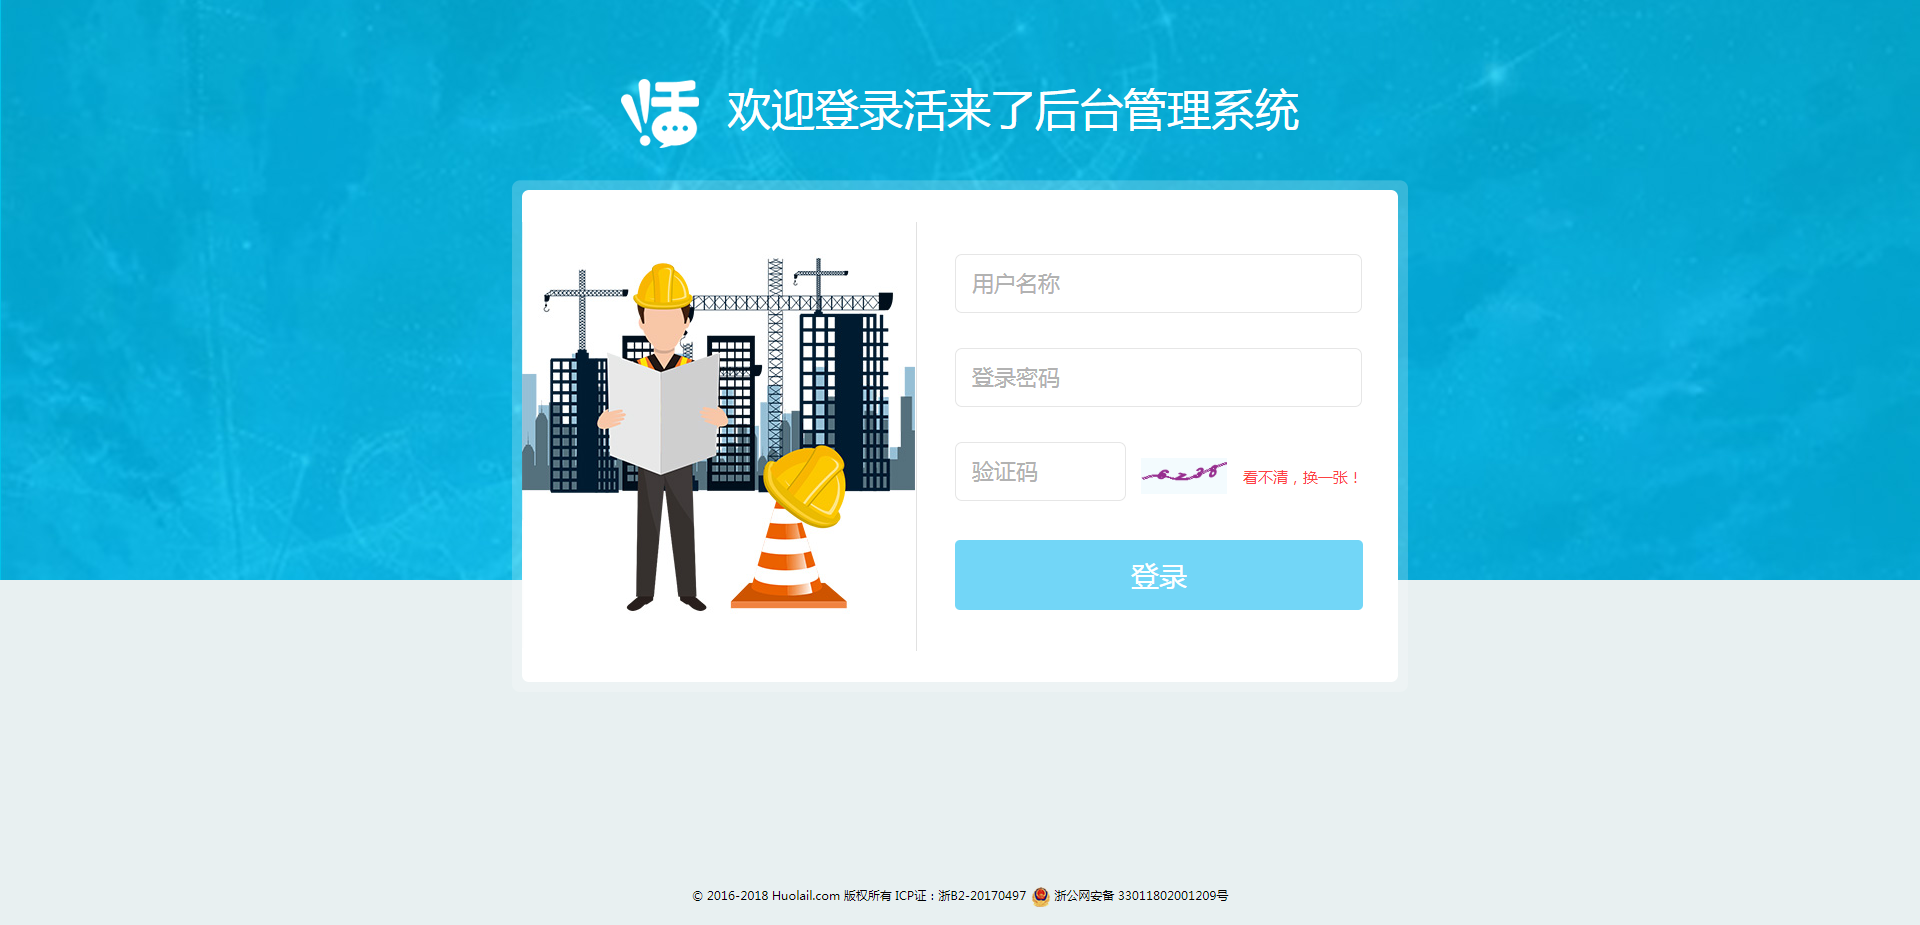 活 欢迎登录活来了后台管理系统
用户名称
登录密码
验证码 6238 看不清，换一张！
登录
© 2016-2018 Huolail.com 版权所有 ICP证：浙B2-20170497 浙公网安备 33011802001209号